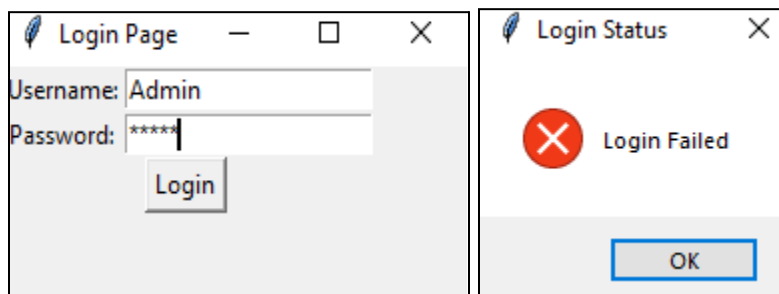 Login Page
Username: Admin
Password: *****
Login
Login Status
Login Failed
OK